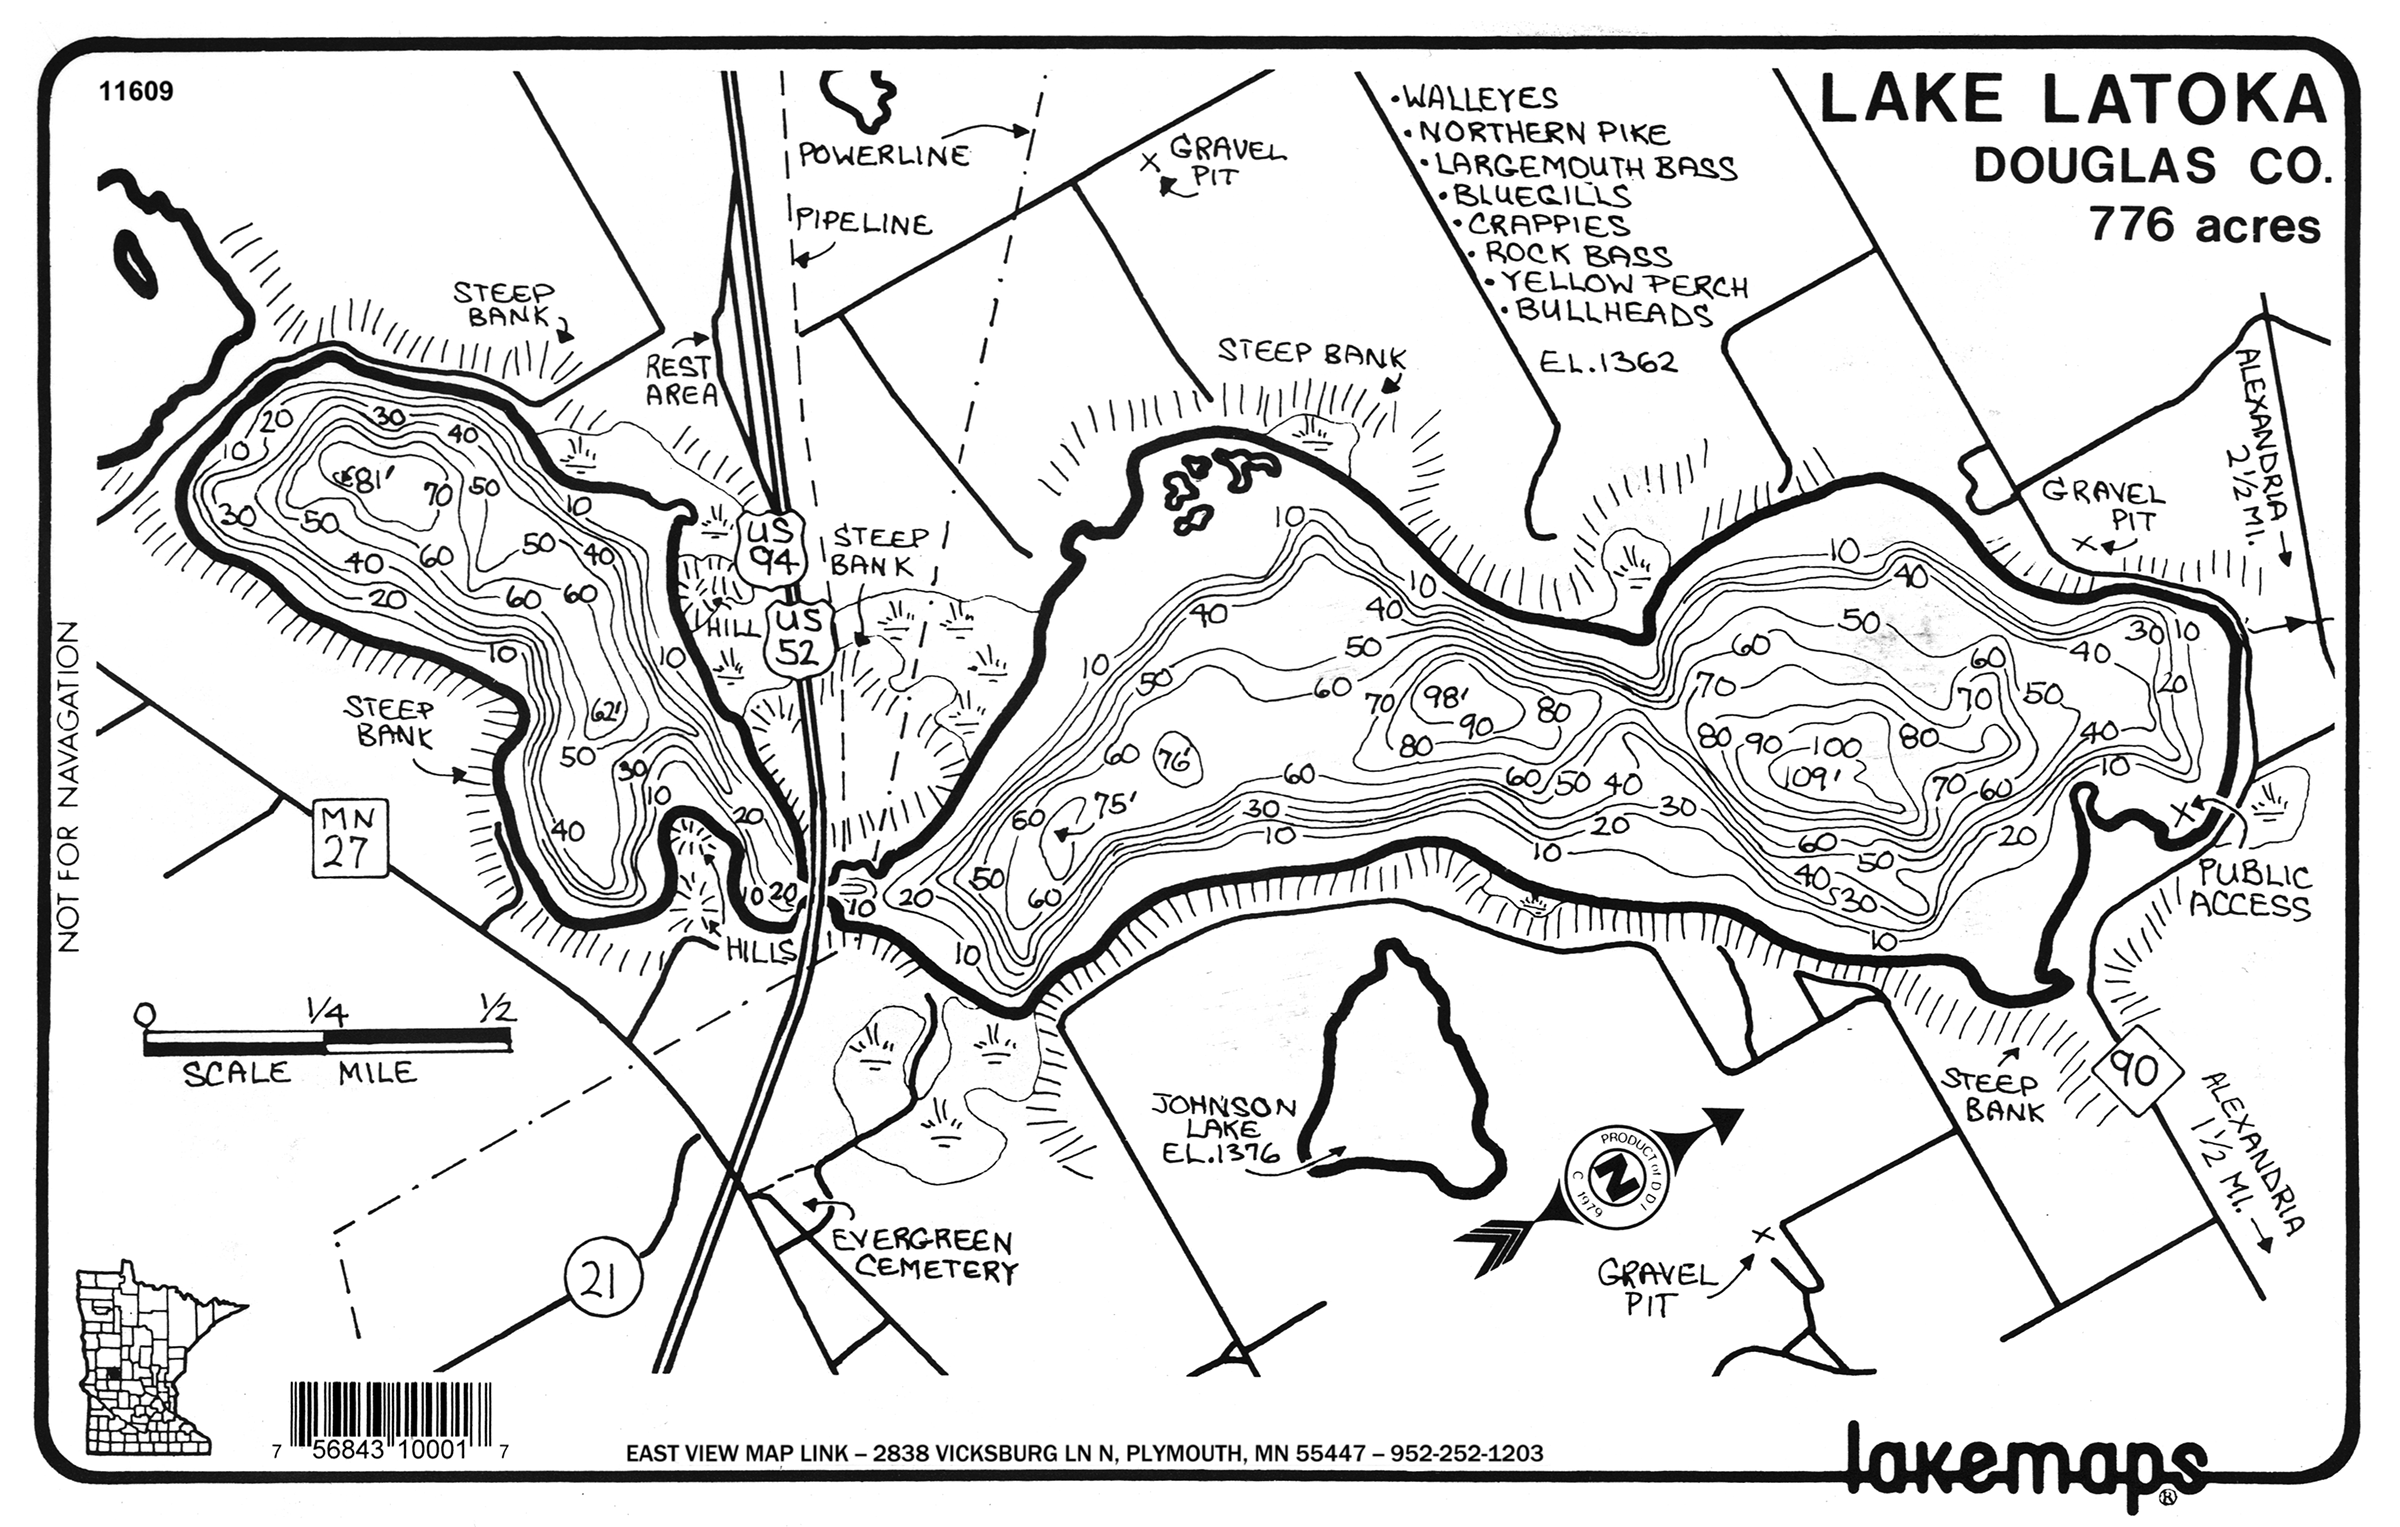 11609
LAKE LATOKA
DOUGLAS CO.
776 acres
•WALLEYES
•NORTHERN PIKE
•LARGEMOUTH BASS
•BLUEGILLS
•CRAPPIES
•ROCK BASS
•YELLOW PERCH
•BULLHEADS
EL.1362
POWERLINE
PIPELINE
GRAVEL
PIT
STEEP
BANK
REST
AREA
STEEP BANK
ALEXANDRIA
2½ MI.
GRAVEL
PIT
US
94
US
52
STEEP
BANK
HILL
20
30
40
10
81'
70
50
10
30
50
50
40
40
60
20
60
60
10
10
62'
50
30
10
20
40
10
20
10
20
10
10
40
10
40
50
10
50
60
70
98'
90
80
80
60
76'
60
75'
60
50
60
10
60
30
10
60
50
40
30
20
10
10
40
50
60
60
70
70
50
80
90
100
80
109'
70
60
40
30
10
20
40
10
20
60
50
40
30
10
STEEP
BANK
MN
27
HILLS
PUBLIC
ACCESS
NOT FOR NAVAGATION
0
1/4
1/2
SCALE MILE
JOHNSON
LAKE
EL.1376
PRODUCT of DDI
C 1979
N
STEEP
BANK
90
ALEXANDRIA
1½ MI.
EVERGREEN
CEMETERY
21
GRAVEL
PIT
7 56843 10001 7
EAST VIEW MAP LINK – 2838 VICKSBURG LN N, PLYMOUTH, MN 55447 – 952-252-1203
lakemaps®